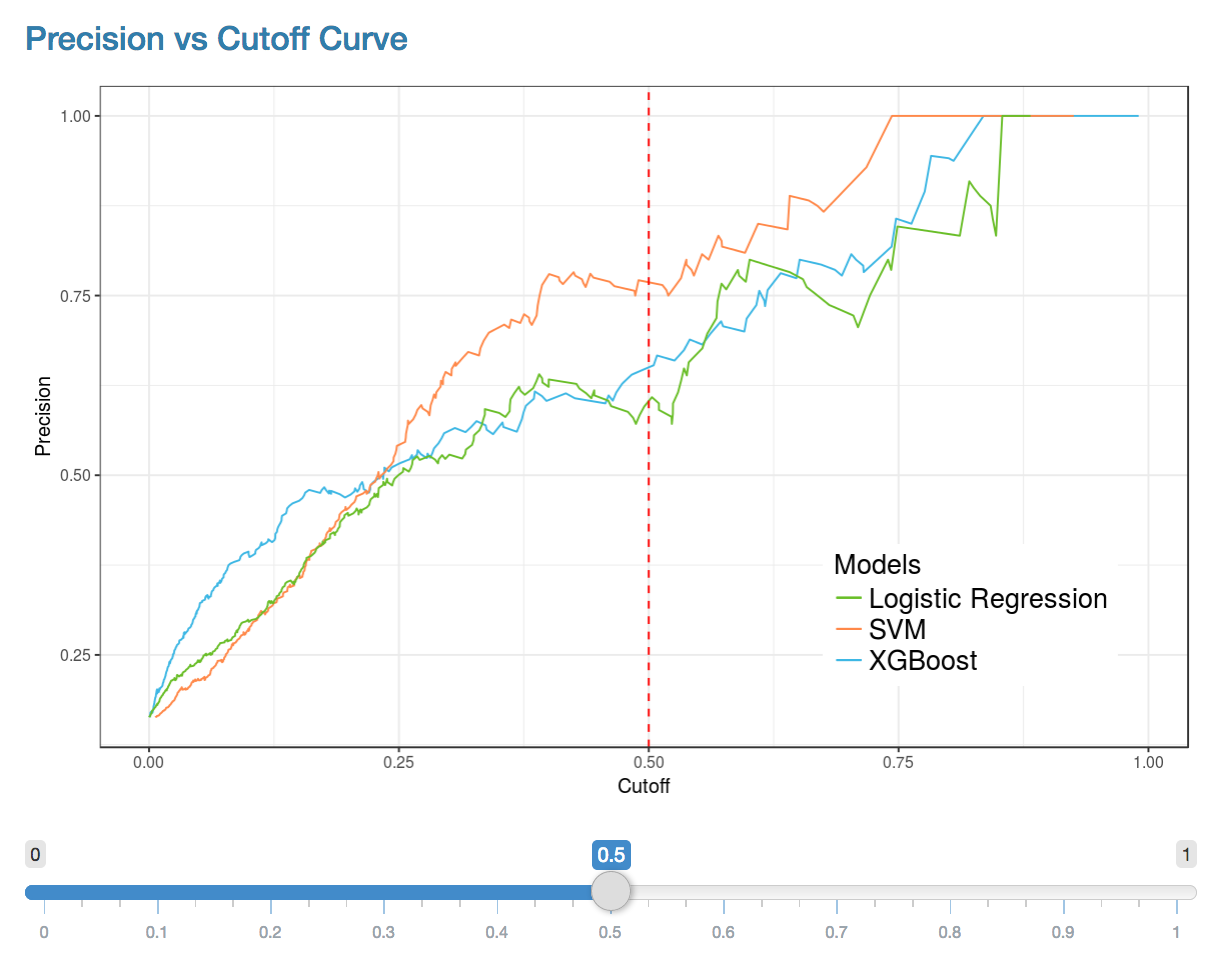 Precision vs Cutoff Curve
1.00
0.75
0.50
0.25
Precision
Models
Logistic Regression
SVM
XGBoost
0.00 0.25 0.50 0.75 1.00
Cutoff
0 0.5 1
0 0.1 0.2 0.3 0.4 0.5 0.6 0.7 0.8 0.9 1